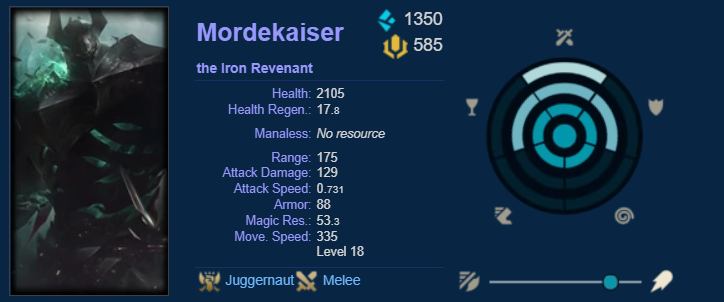 Mordekaiser
1350
585
the Iron Revenant
Health: 2105
Health Regen.: 17.8
Manaless: No resource
Range: 175
Attack Damage: 129
Attack Speed: 0.731
Armor: 88
Magic Res.: 53.3
Move. Speed: 335
Level 18
Juggernaut Melee